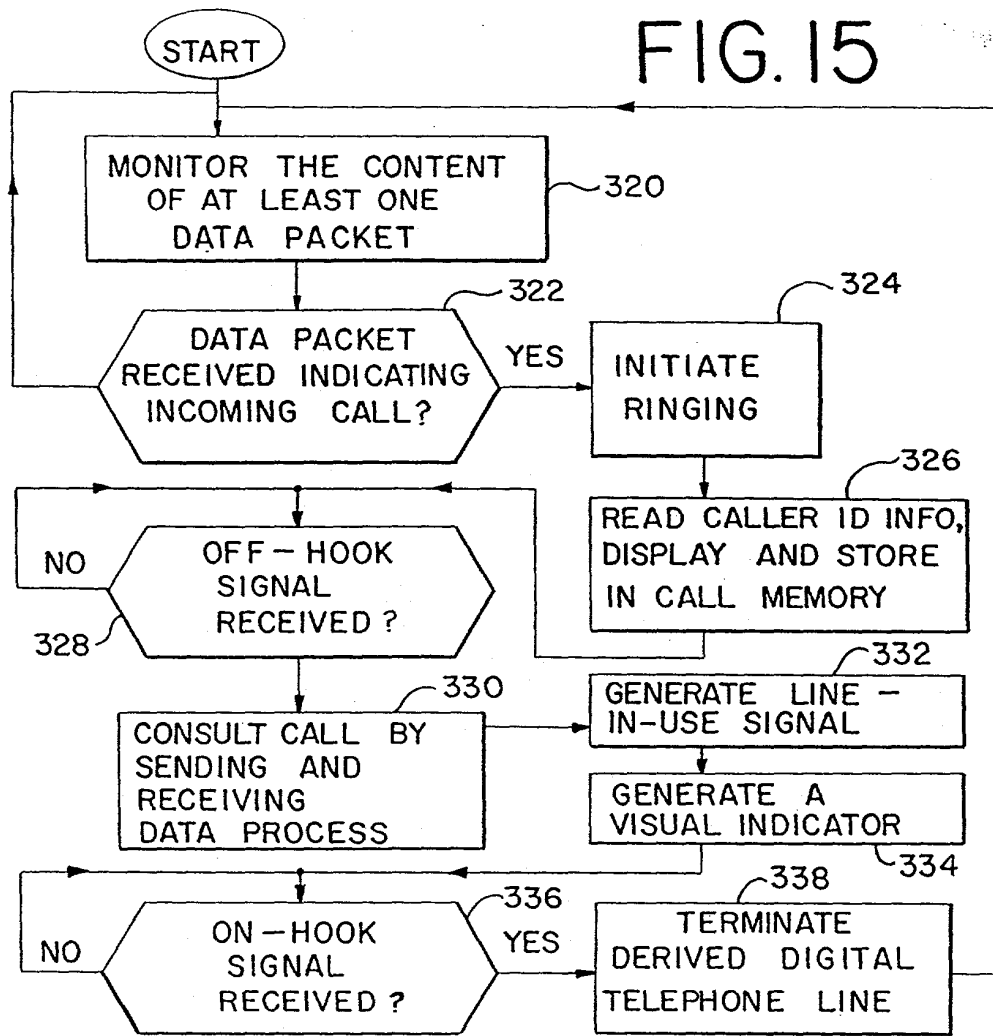 FIG. 15
START
MONITOR THE CONTENT
OF AT LEAST ONE
DATA PACKET
320
322
DATA PACKET
RECEIVED INDICATING
INCOMING CALL?
YES
324
INITIATE
RINGING
326
READ CALLER ID INFO,
DISPLAY AND STORE
IN CALL MEMORY
NO
OFF-HOOK
SIGNAL
RECEIVED?
328
330
CONSULT CALL BY
SENDING AND
RECEIVING
DATA PROCESS
332
GENERATE LINE-
IN-USE SIGNAL
GENERATE A
VISUAL INDICATOR
334
336
NO
ON-HOOK
SIGNAL
RECEIVED?
YES
338
TERMINATE
DERIVED DIGITAL
TELEPHONE LINE